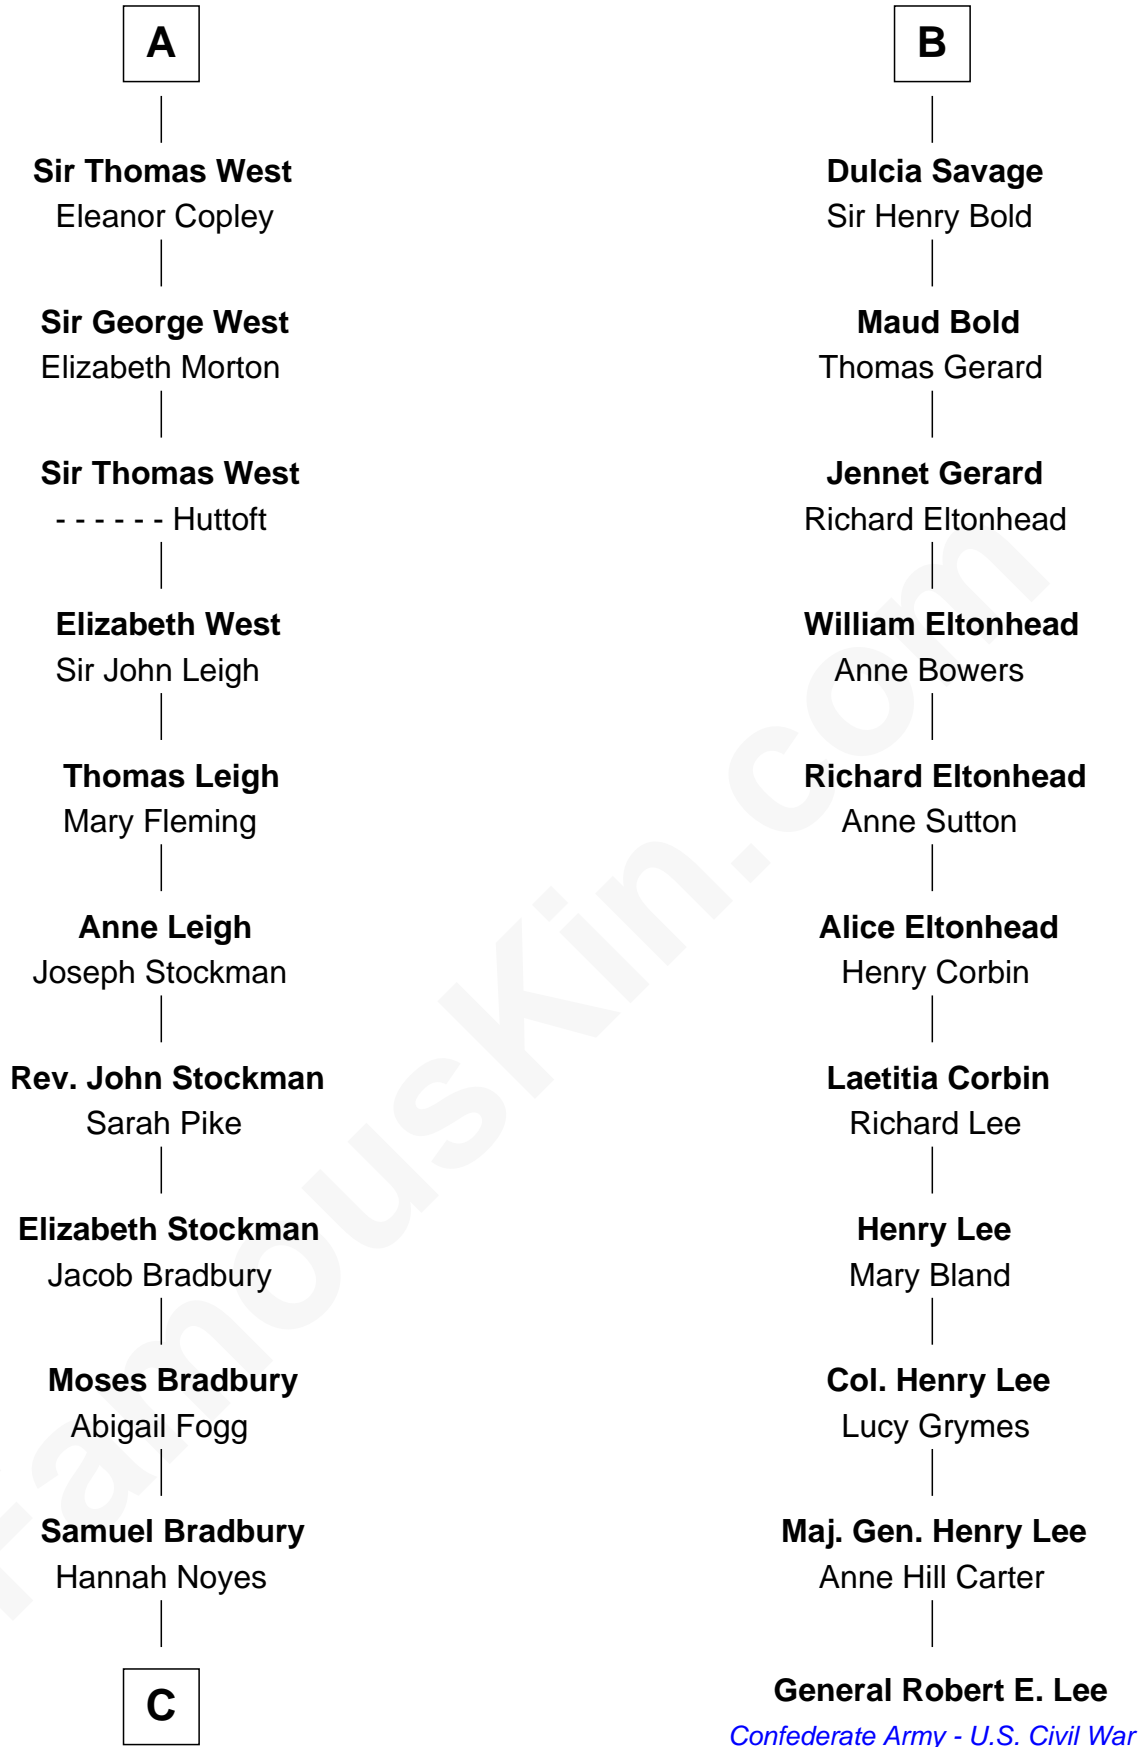 A
Sir Thomas West
Eleanor Copley
Sir George West
Elizabeth Morton
Sir Thomas West
- - - - - - Huttoft
Elizabeth West
Sir John Leigh
Thomas Leigh
Mary Fleming
Anne Leigh
Joseph Stockman
Rev. John Stockman
Sarah Pike
Elizabeth Stockman
Jacob Bradbury
Moses Bradbury
Abigail Fogg
Samuel Bradbury
Hannah Noyes
C
B
Dulcia Savage
Sir Henry Bold
Maud Bold
Thomas Gerard
Jennet Gerard
Richard Eltonhead
William Eltonhead
Anne Bowers
Richard Eltonhead
Anne Sutton
Alice Eltonhead
Henry Corbin
Laetitia Corbin
Richard Lee
Henry Lee
Mary Bland
Col. Henry Lee
Lucy Grymes
Maj. Gen. Henry Lee
Anne Hill Carter
General Robert E. Lee
Confederate Army - U.S. Civil War
FamousKin.com